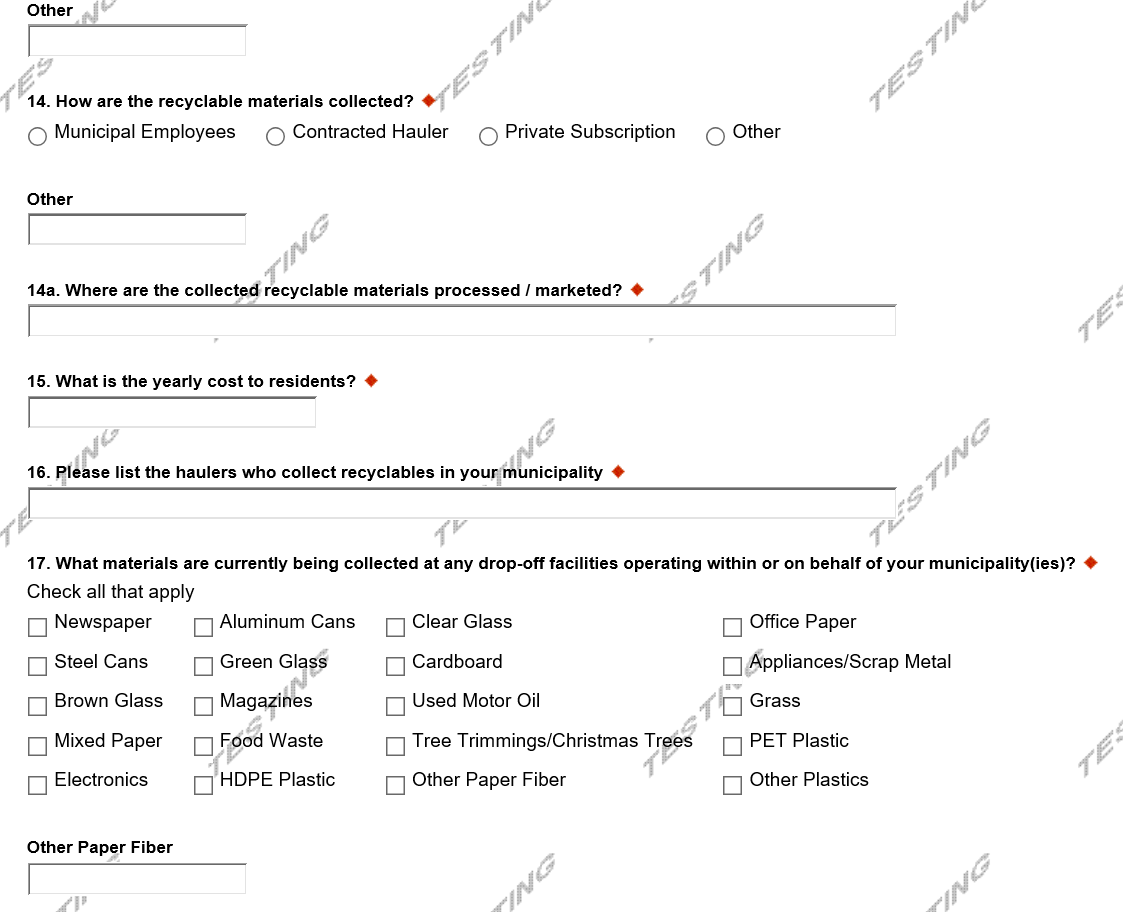 Other
14. How are the recyclable materials collected?
Municipal Employees Contracted Hauler Private Subscription Other
Other
14a. Where are the collected recyclable materials processed / marketed?
15. What is the yearly cost to residents?
16. Please list the haulers who collect recyclables in your municipality
17. What materials are currently being collected at any drop-off facilities operating within or on behalf of your municipality(ies)?
Check all that apply
Newspaper Aluminum Cans Clear Glass Office Paper
Steel Cans Green Glass Cardboard Appliances/Scrap Metal
Brown Glass Magazines Used Motor Oil Grass
Mixed Paper Food Waste Tree Trimmings/Christmas Trees PET Plastic
Electronics HDPE Plastic Other Paper Fiber Other Plastics
Other Paper Fiber
TESTING
TESTING
TESTING
TESTING
TESTING
TESTING